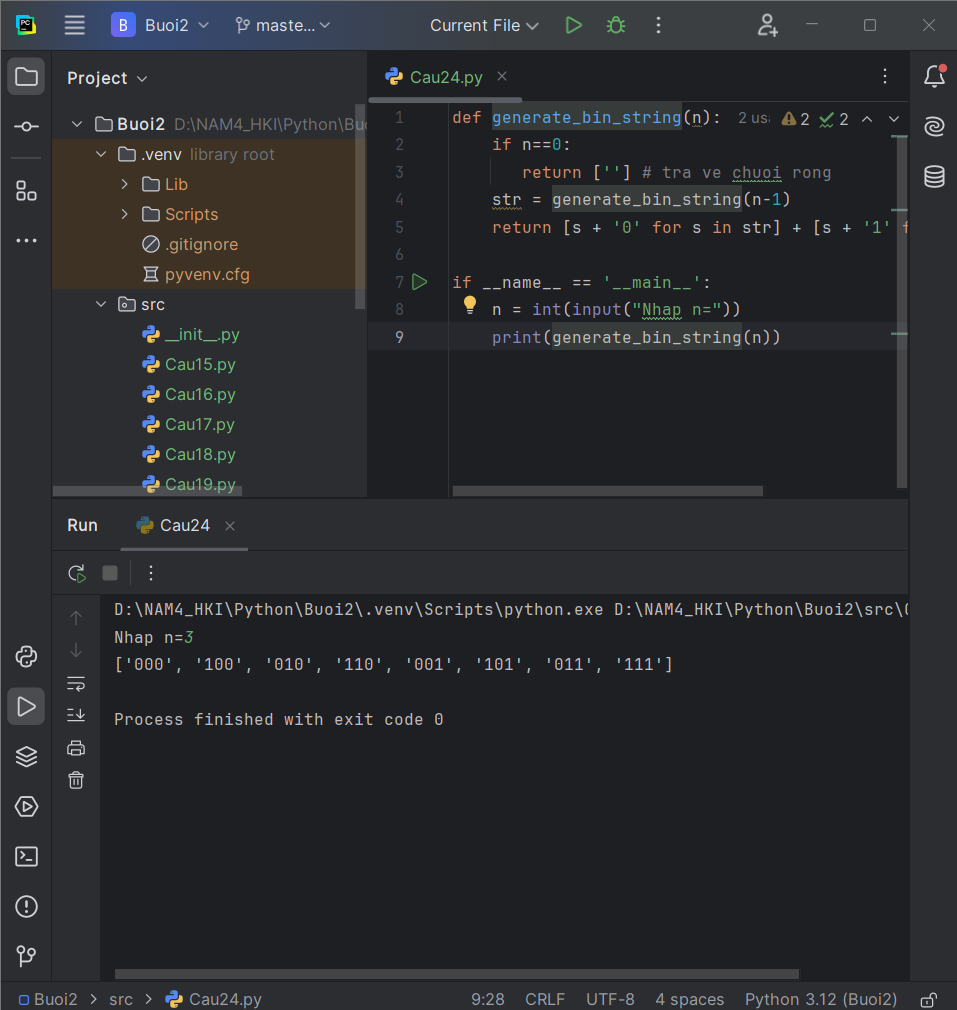 PC
B Buoi2 maste... Current File
Project
Buoi2 D:\NAM4_HKI\Python\Bu
.venv library root
Lib
Scripts
.gitignore
pyvenv.cfg
src
__init__.py
Cau15.py
Cau16.py
Cau17.py
Cau18.py
Cau19.py
Cau24.py
1 def generate_bin_string(n): 2 us 2 2
2 if n==0:
3 return [''] # tra ve chuoi rong
4 str = generate_bin_string(n-1)
5 return [s + '0' for s in str] + [s + '1' f
6
7 if __name__ == '__main__':
8 n = int(input("Nhap n="))
9 print(generate_bin_string(n))
Run Cau24
D:\NAM4_HKI\Python\Buoi2\.venv\Scripts\python.exe D:\NAM4_HKI\Python\Buoi2\src\
Nhap n=3
['000', '100', '010', '110', '001', '101', '011', '111']
Process finished with exit code 0
Buoi2 > src > Cau24.py 9:28 CRLF UTF-8 4 spaces Python 3.12 (Buoi2)